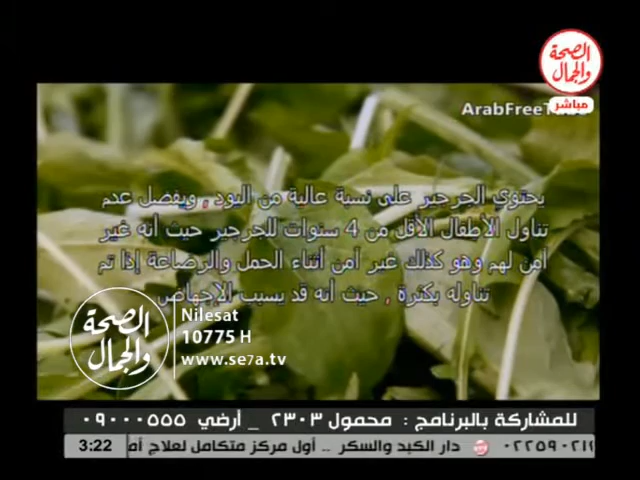 الصحة
والجمال
مباشر
ArabFreeT
يحتوي الجرجير على نسبة عالية من اليود , ويفضل عدم
تناول الأطفال الأقل من 4 سنوات للجرجير حيث أنه غير
آمن لهم وهو كذلك غير آمن أثناء الحمل والرضاعة إذا تم
تناوله بكثرة , حيث أنه قد يسبب الإجهاض
الصحة
والجمال
Nilesat
10775 H
www.se7a.tv
للمشاركة بالبرنامج : محمول ٢٣٠٣ _ أرضي ٠٩٠٠٠٥٥٥
3:22
دار الكبد والسكر .. أول مركز متكامل لعلاج أم